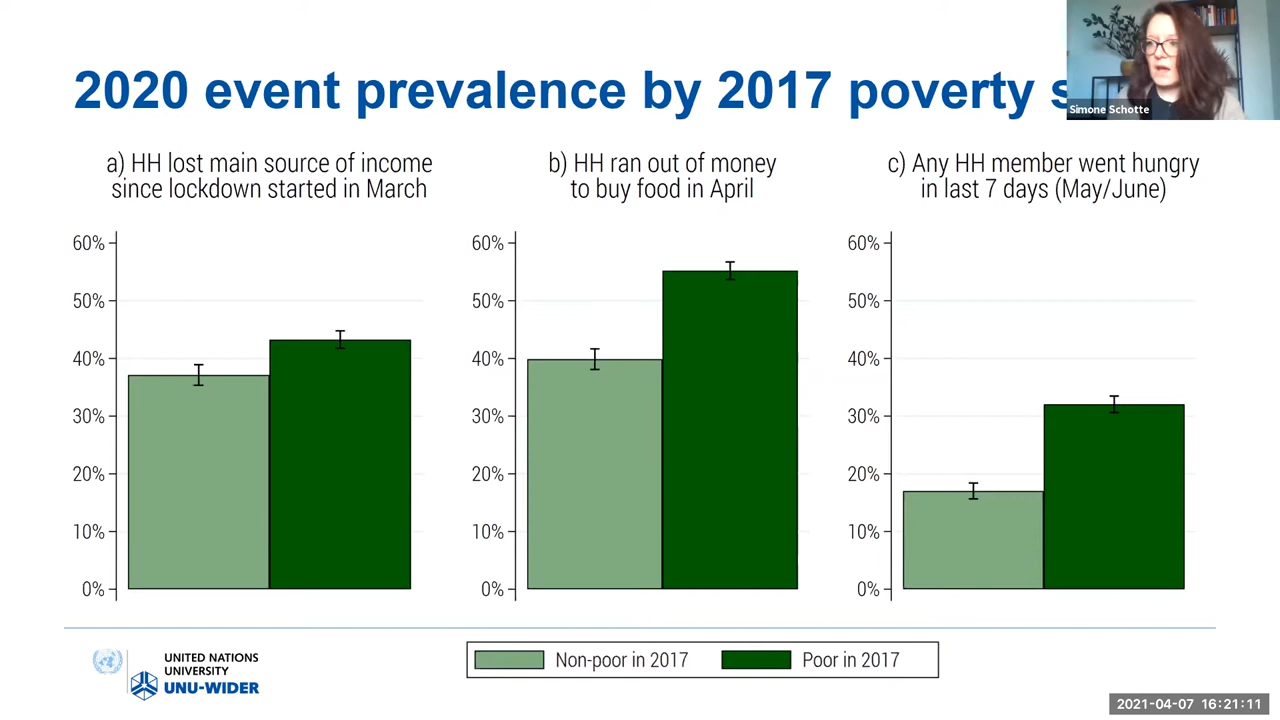 2020 event prevalence by 2017 poverty
Simone Schotte
a) HH lost main source of income
since lockdown started in March
b) HH ran out of money
to buy food in April
c) Any HH member went hungry
in last 7 days (May/June)
60%
50%
40%
30%
20%
10%
0%
60%
50%
40%
30%
20%
10%
0%
60%
50%
40%
30%
20%
10%
0%
Non-poor in 2017
Poor in 2017
UNITED NATIONS
UNIVERSITY
UNU-WIDER
2021-04-07 16:21:11